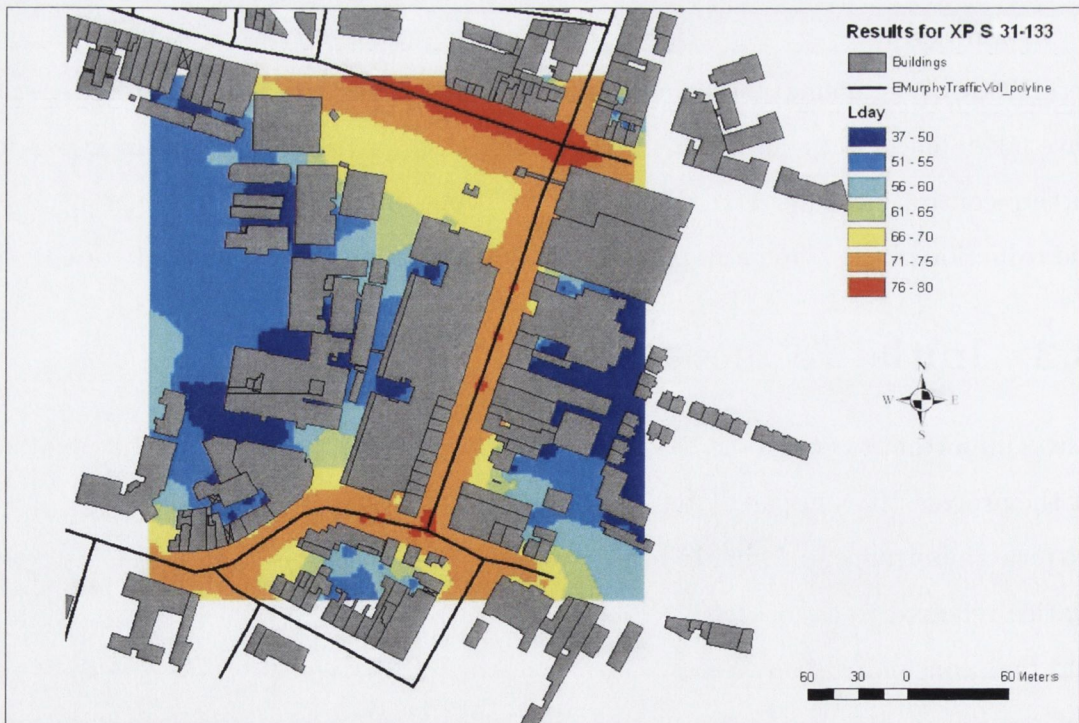 Results for XP S 31-133
Buildings
EMurphyTrafficVol_polyline
Lday
37 - 50
51 - 55
56 - 60
61 - 65
66 - 70
71 - 75
76 - 80
N
W E
S
60 30 0 60 Meters